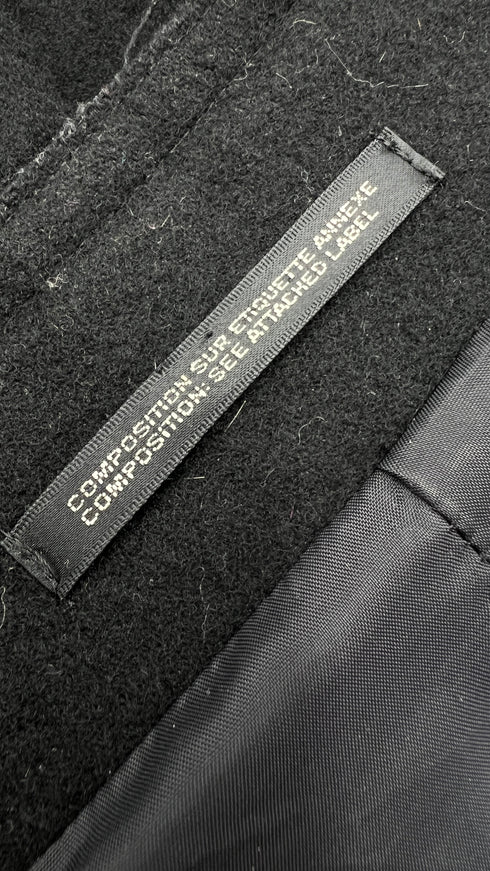 COMPOSITION SUR ETIQUETTE ANNEXE
COMPOSITION: SEE ATTACHED LABEL